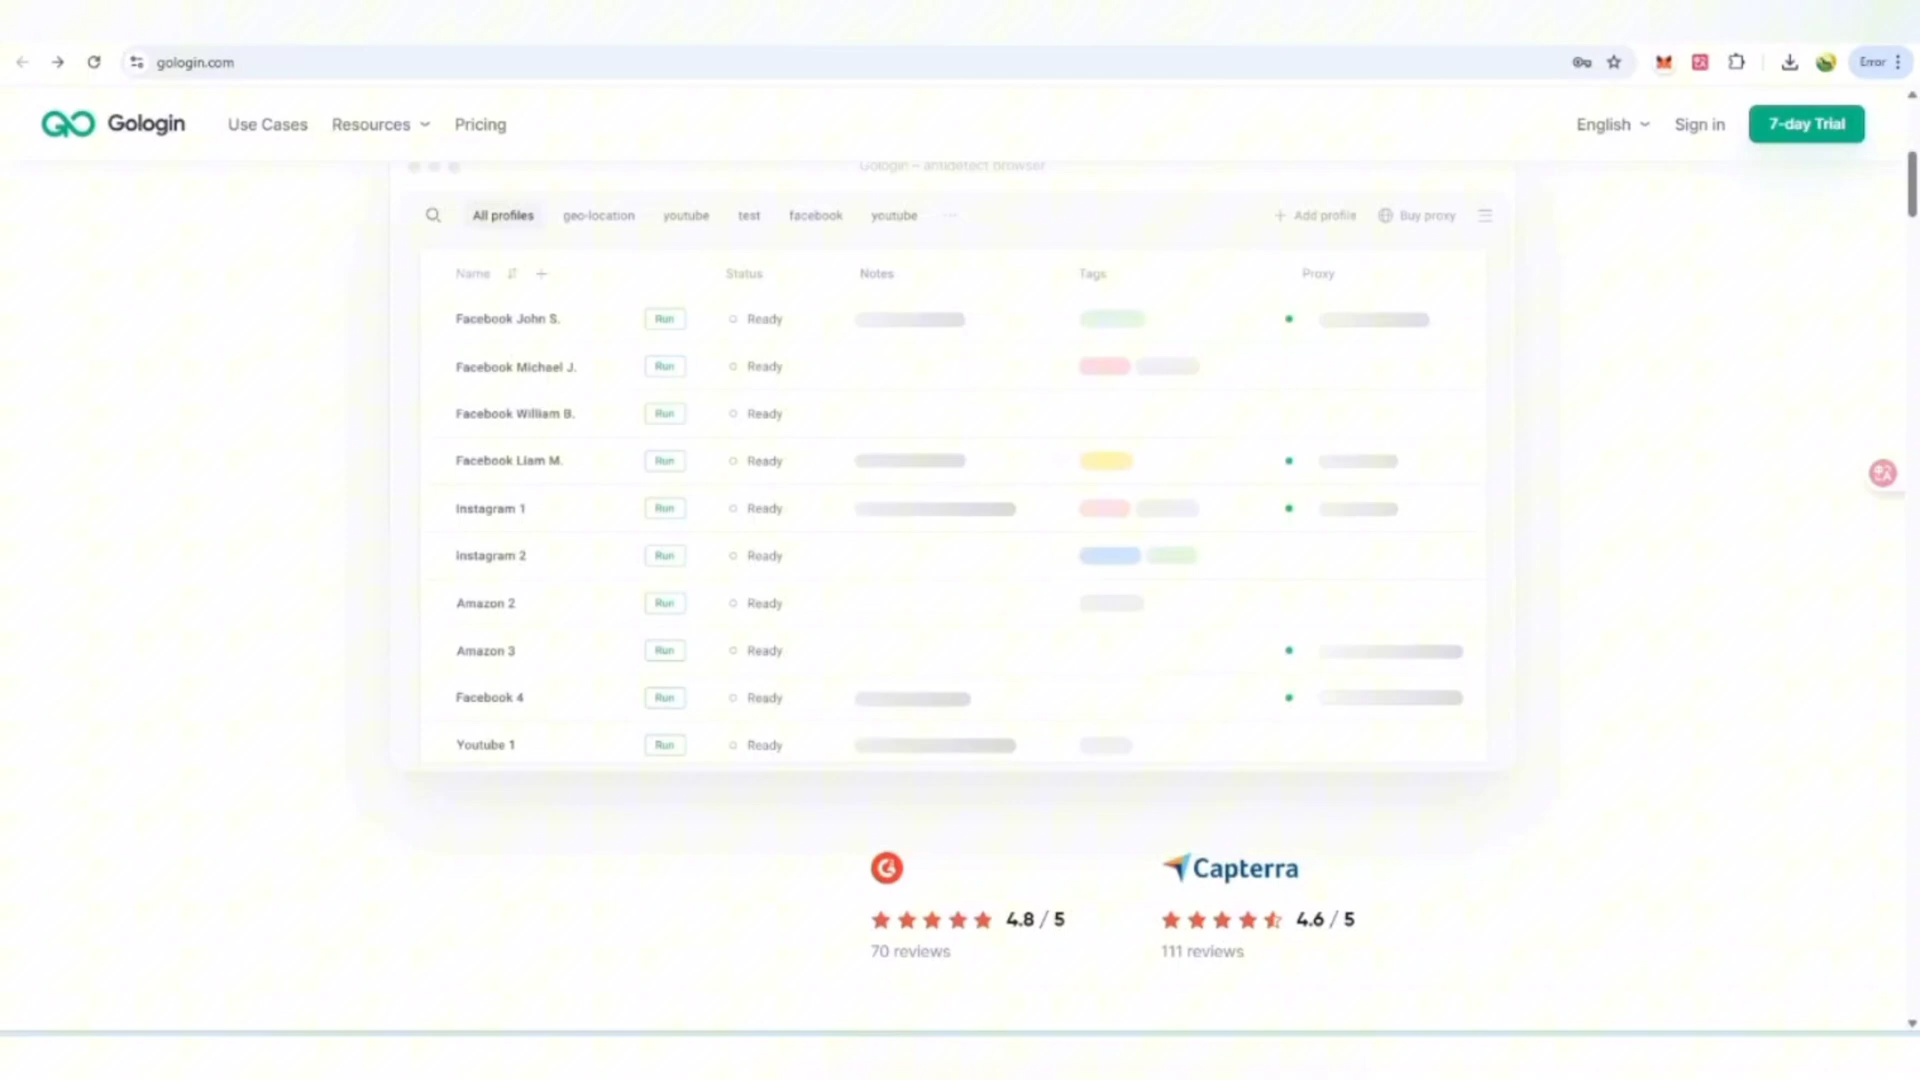 gologin.com
Error
Gologin
Use Cases
Resources
Pricing
English
Sign in
7-day Trial
Gologin – antidetect browser
All profiles
geo-location
youtube
test
facebook
youtube
...
+ Add profile
Buy proxy
Name
Status
Notes
Tags
Proxy
Facebook John S. Run Ready
Facebook Michael J. Run Ready
Facebook William B. Run Ready
Facebook Liam M. Run Ready
Instagram 1 Run Ready
Instagram 2 Run Ready
Amazon 2 Run Ready
Amazon 3 Run Ready
Facebook 4 Run Ready
Youtube 1 Run Ready
Capterra
4.8 / 5
4.6 / 5
70 reviews
111 reviews